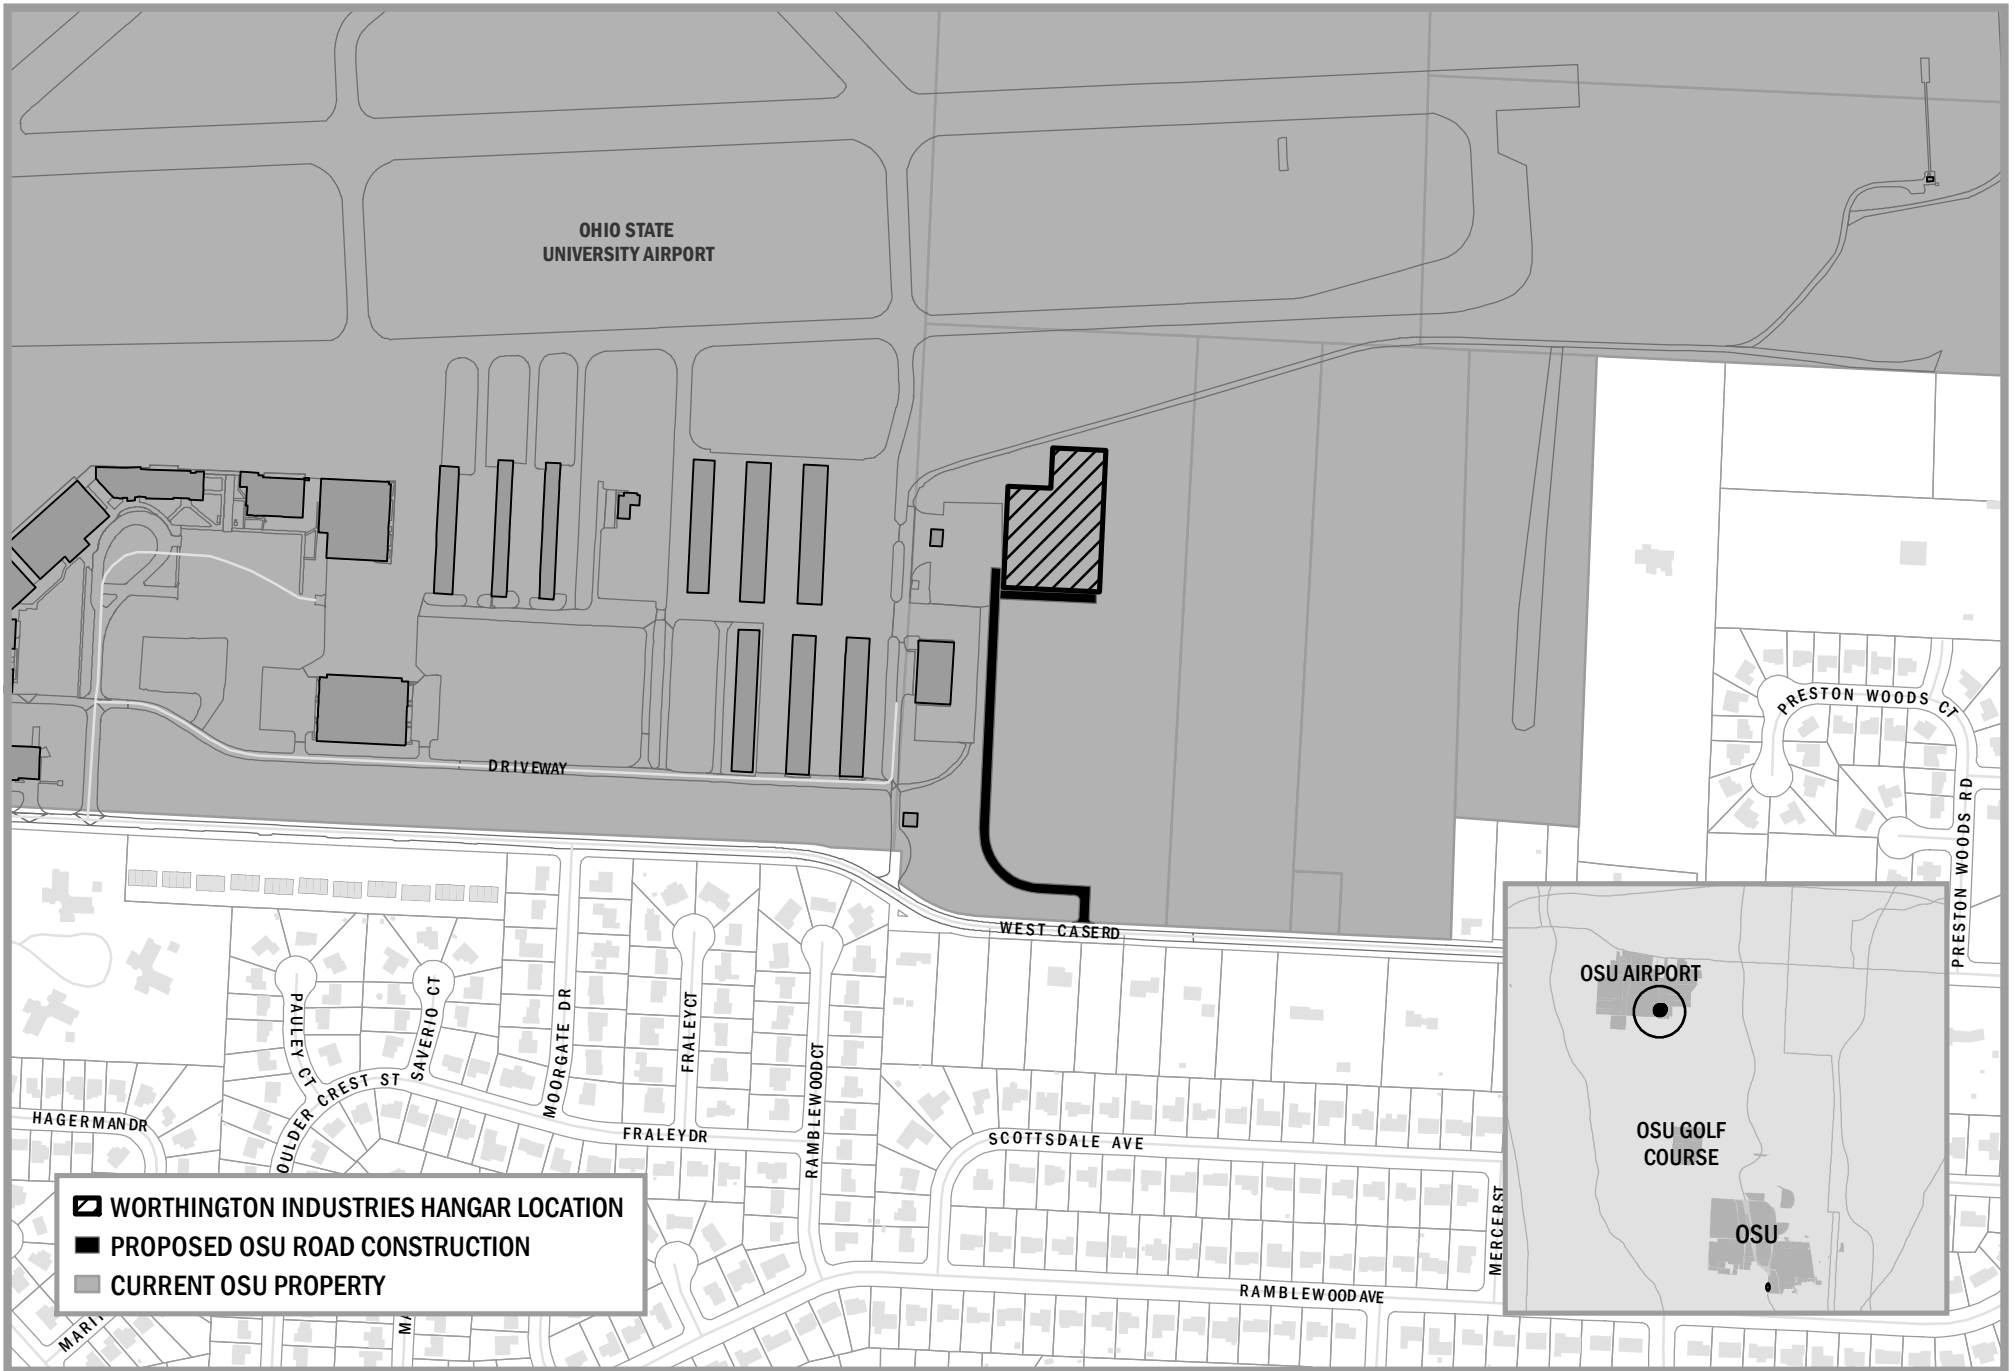 OHIO STATE
UNIVERSITY AIRPORT
DRIVEWAY
PRESTON WOODS CT
PRESTON WOODS RD
WEST CASE RD
PAULEY CT
SAVERIO CT
MOORGATE DR
FRALEY CT
RAMBLEWOOD CT
OULDER CREST ST
HAGERMAN DR
FRALEY DR
SCOTTSDALE AVE
MERCER ST
RAMBLEWOOD AVE
WORTHINGTON INDUSTRIES HANGAR LOCATION
PROPOSED OSU ROAD CONSTRUCTION
CURRENT OSU PROPERTY
OSU AIRPORT
OSU GOLF
COURSE
OSU